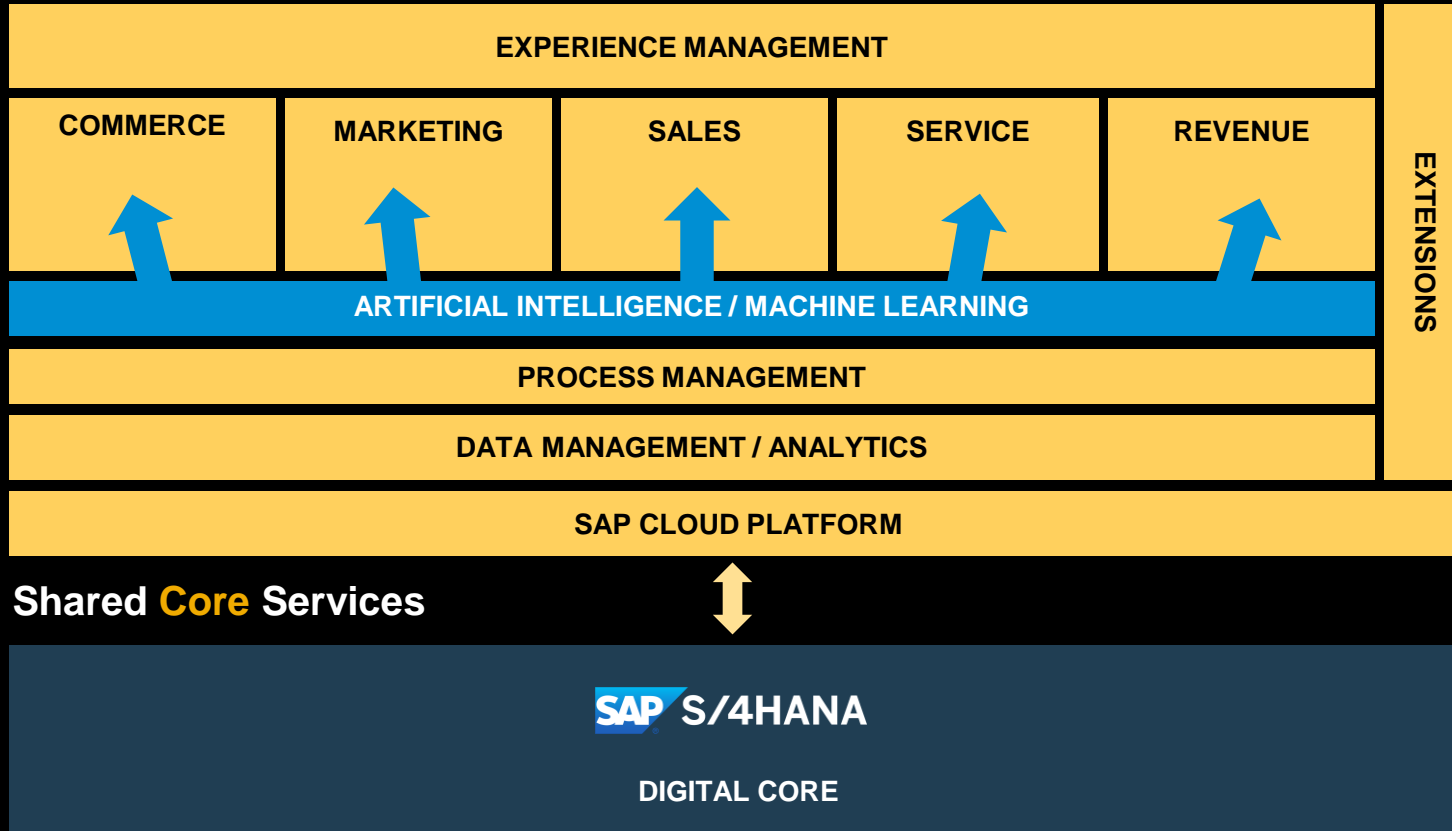 EXPERIENCE MANAGEMENT
COMMERCE
MARKETING
SALES
SERVICE
REVENUE
EXTENSIONS
ARTIFICIAL INTELLIGENCE / MACHINE LEARNING
PROCESS MANAGEMENT
DATA MANAGEMENT / ANALYTICS
SAP CLOUD PLATFORM
Shared Core Services
SAP S/4HANA
DIGITAL CORE